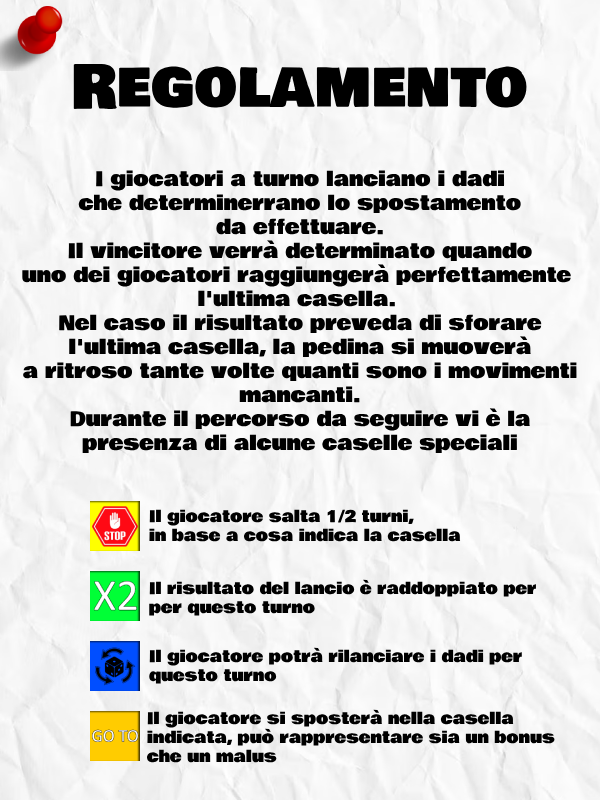 REGOLAMENTO
I giocatori a turno lanciano i dadi
che determinerrano lo spostamento
da effettuare.
Il vincitore verrà determinato quando
uno dei giocatori raggiungerà perfettamente
l'ultima casella.
Nel caso il risultato preveda di sforare
l'ultima casella, la pedina si muoverà
a ritroso tante volte quanti sono i movimenti
mancanti.
Durante il percorso da seguire vi è la
presenza di alcune caselle speciali
STOP
Il giocatore salta 1/2 turni,
in base a cosa indica la casella
X2
Il risultato del lancio è raddoppiato per
per questo turno
Il giocatore potrà rilanciare i dadi per
questo turno
GO TO
Il giocatore si sposterà nella casella
indicata, può rappresentare sia un bonus
che un malus